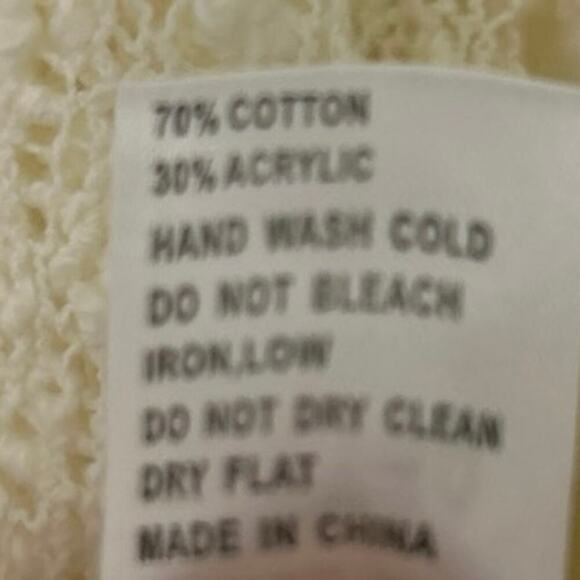 70% COTTON
30% ACRYLIC
HAND WASH COLD
DO NOT BLEACH
IRON,LOW
DO NOT DRY CLEAN
DRY FLAT
MADE IN CHINA